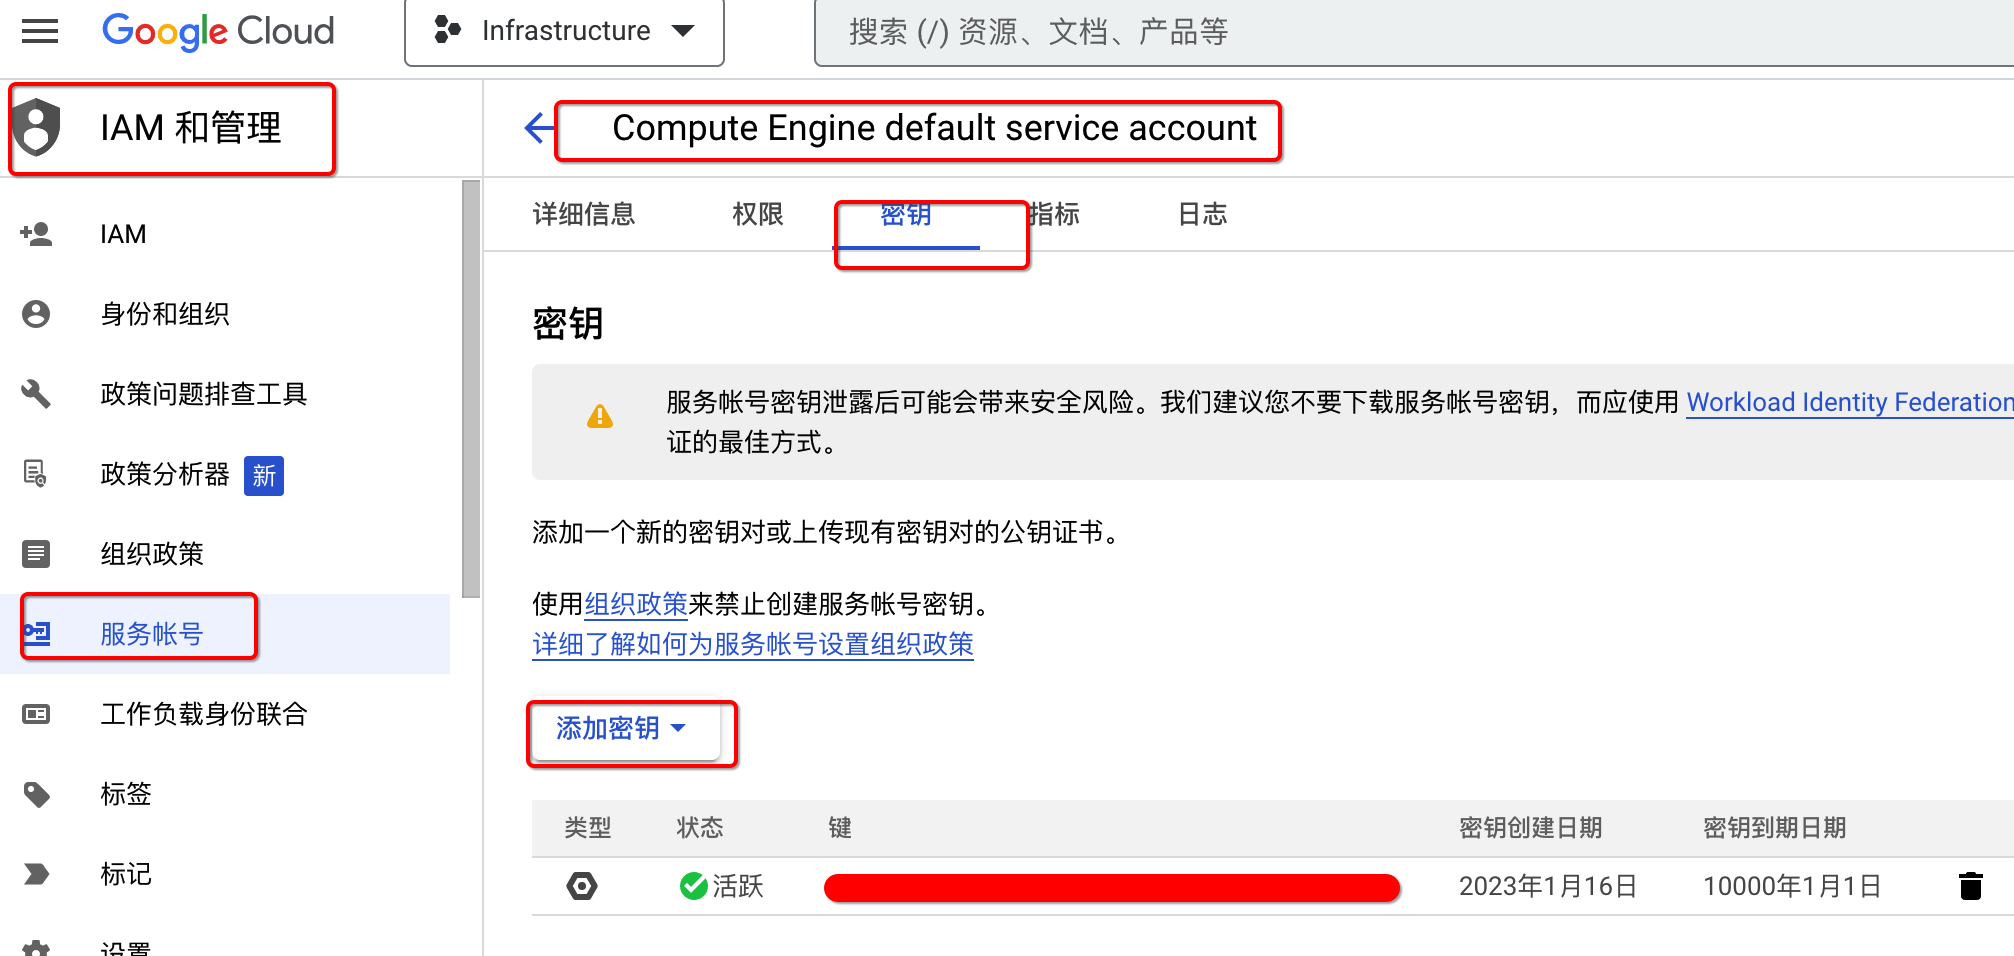 Google Cloud
Infrastructure
搜索 (/) 资源、文档、产品等
IAM 和管理
Compute Engine default service account
IAM
身份和组织
政策问题排查工具
政策分析器 新
组织政策
服务帐号
工作负载身份联合
标签
标记
设置
详细信息 权限 密钥 指标 日志
密钥
服务帐号密钥泄露后可能会带来安全风险。我们建议您不要下载服务帐号密钥，而应使用 Workload Identity Federation
证的最佳方式。
添加一个新的密钥对或上传现有密钥对的公钥证书。
使用组织政策来禁止创建服务帐号密钥。
详细了解如何为服务帐号设置组织政策
添加密钥
类型 状态 键 密钥创建日期 密钥到期日期
活跃 2023年1月16日 10000年1月1日